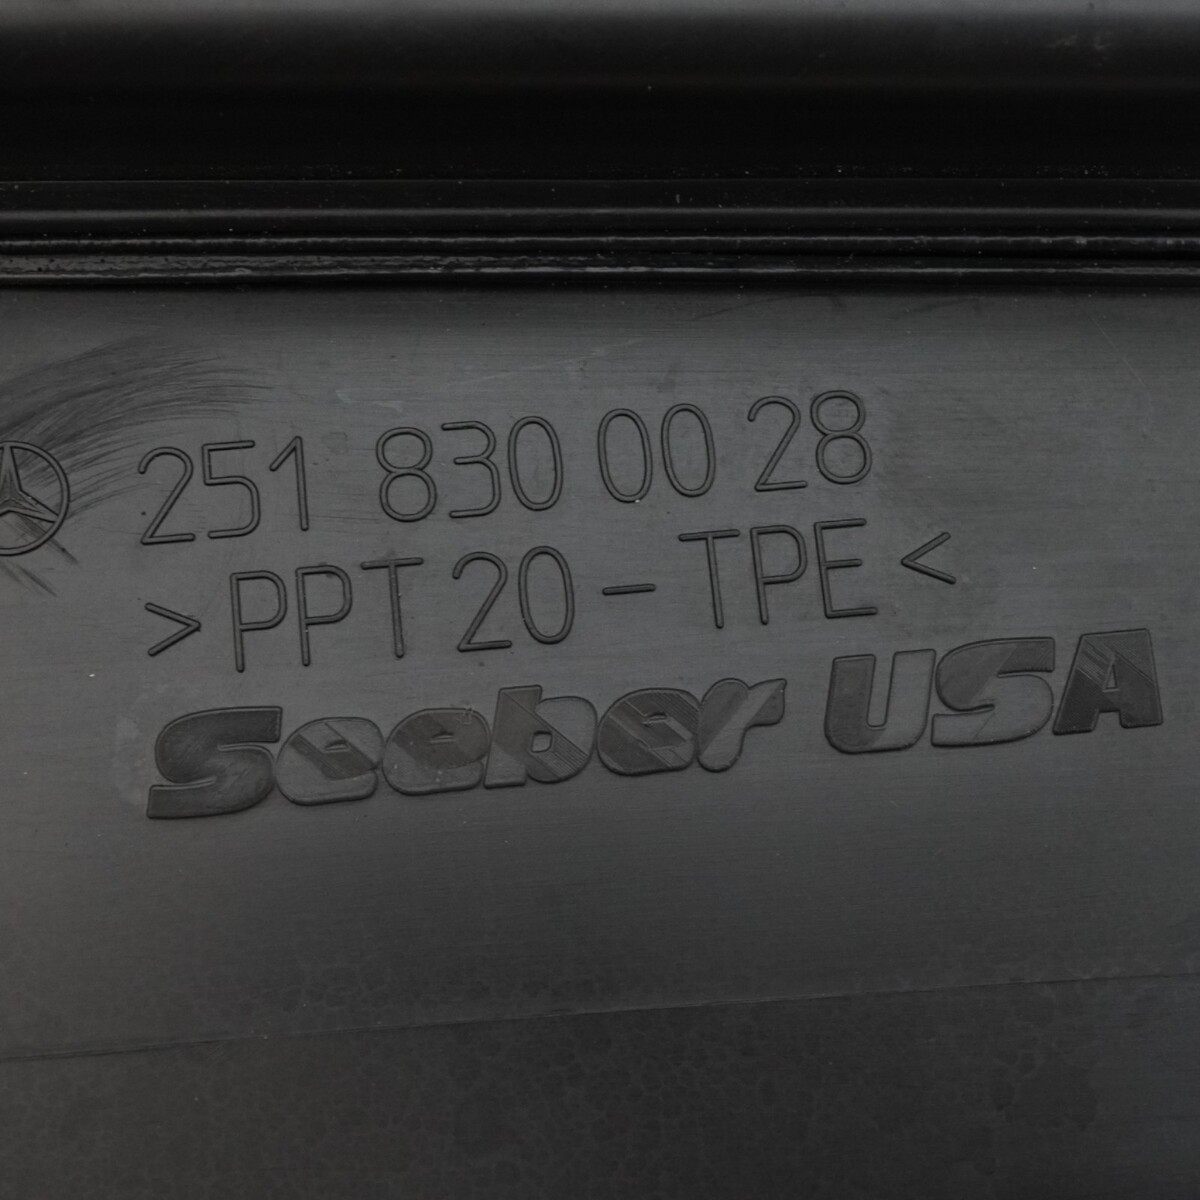 251 830 00 28
>PPT 20 - TPE<
Seeber USA